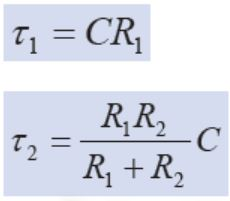 τ₁ = CR₁
τ₂ = R₁R₂ / (R₁ + R₂) C